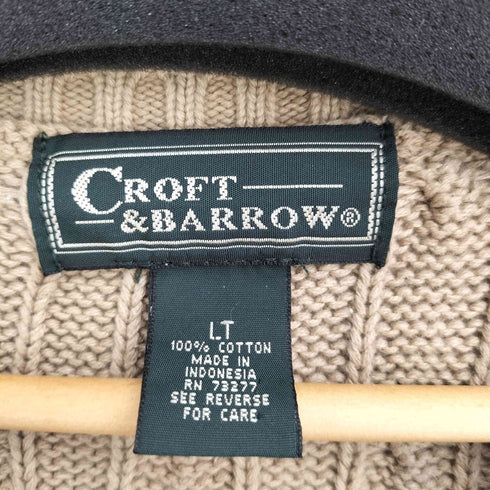 CROFT
&BARROW®
LT
100% COTTON
MADE IN
INDONESIA
RN 73277
SEE REVERSE
FOR CARE